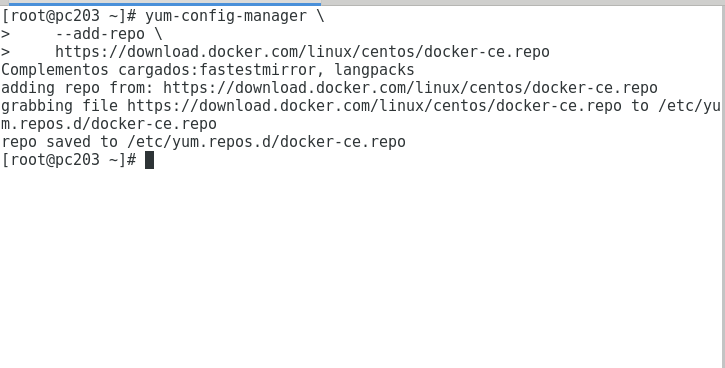 [root@pc203 ~]# yum-config-manager \
>     --add-repo \
>     https://download.docker.com/linux/centos/docker-ce.repo
Complementos cargados:fastestmirror, langpacks
adding repo from: https://download.docker.com/linux/centos/docker-ce.repo
grabbing file https://download.docker.com/linux/centos/docker-ce.repo to /etc/yu
m.repos.d/docker-ce.repo
repo saved to /etc/yum.repos.d/docker-ce.repo
[root@pc203 ~]#